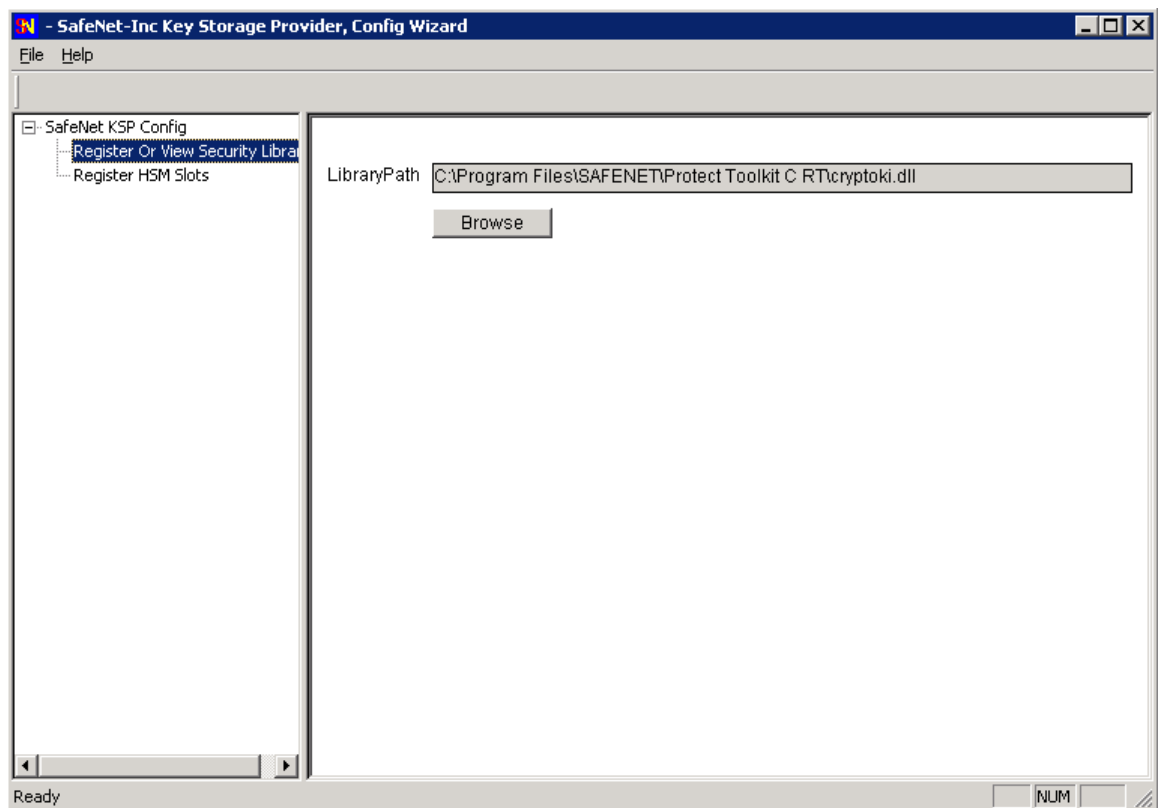 SN - SafeNet-Inc Key Storage Provider, Config Wizard
File Help
SafeNet KSP Config
Register Or View Security Librar
Register HSM Slots
LibraryPath C:\Program Files\SAFENET\Protect Toolkit C RT\cryptoki.dll
Browse
Ready NUM